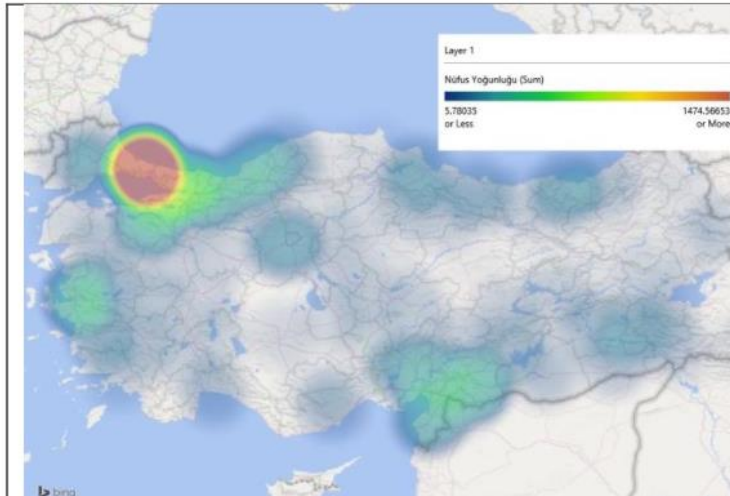 Layer 1
Nüfus Yoğunluğu (Sum)
5.78035 1474.56653
or Less or More
bing